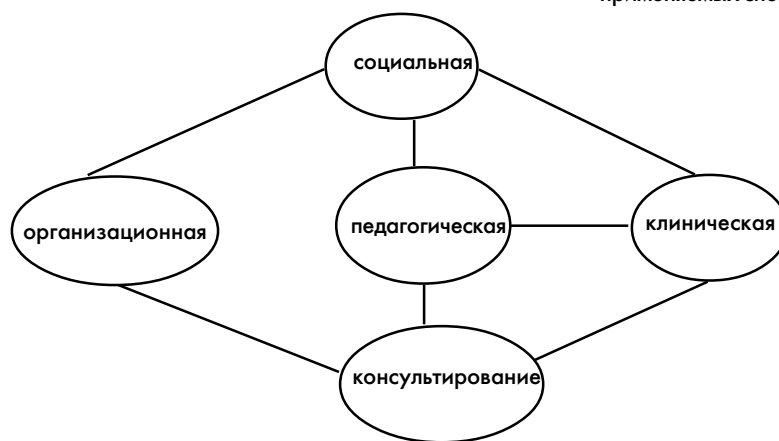 социальная
организационная
педагогическая
клиническая
консультирование